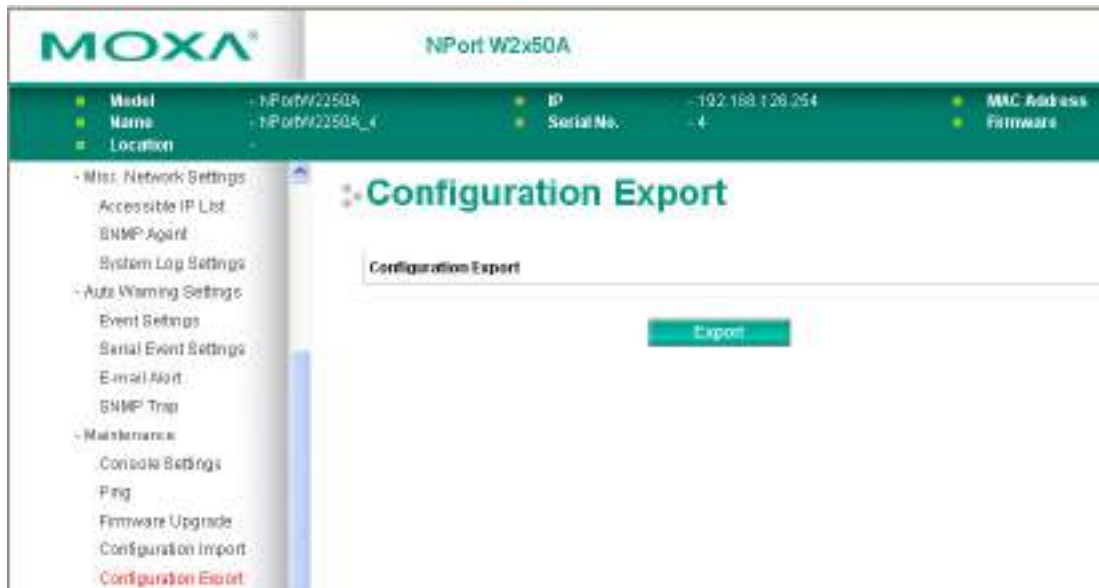 MOXA®
NPort W2x50A
Model - NPortW2250A
Name - NPortW2250A_4
Location -
IP - 192.168.126.254
Serial No. - 4
MAC Address
Firmware
- Misc. Network Settings
Accessible IP List
SNMP Agent
System Log Settings
- Auto Warning Settings
Event Settings
Serial Event Settings
E-mail Alert
SNMP Trap
- Maintenance
Console Settings
Ping
Firmware Upgrade
Configuration Import
Configuration Export
Configuration Export
Configuration Export
Export